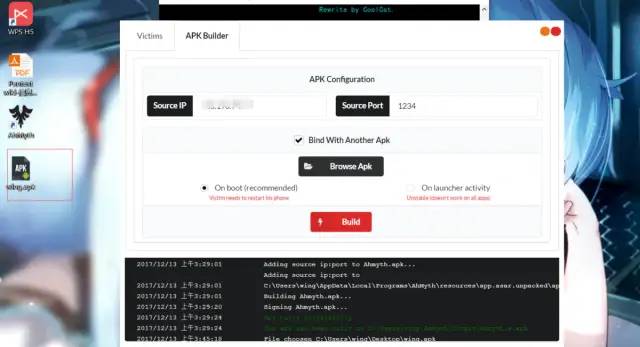 Rewrite by CoolCat.
WPS H5
Victims
APK Builder
PDF
APK Configuration
Source IP
Source Port
1234
AhMyth
Bind With Another Apk
Browse Apk
APK
wing.apk
On boot (recommended)
On launcher activity
Victim needs to restart his phone
Unstable (doesn't work on all apps)
Build
2017/12/13 上午3:29:01 Adding source ip:port to Ahmyth.apk...
Adding source ip:port to
2017/12/13 上午3:29:01 C:\Users\wing\AppData\Local\Programs\AhMyth\resources\app.asar.unpacked\ap
2017/12/13 上午3:29:01 Building Ahmyth.apk...
2017/12/13 上午3:29:20 Signing Ahmyth.apk...
2017/12/13 上午3:29:24
2017/12/13 上午3:29:24
2017/12/13 上午3:45:18 File choosen C:\Users\wing\Desktop\wing.apk